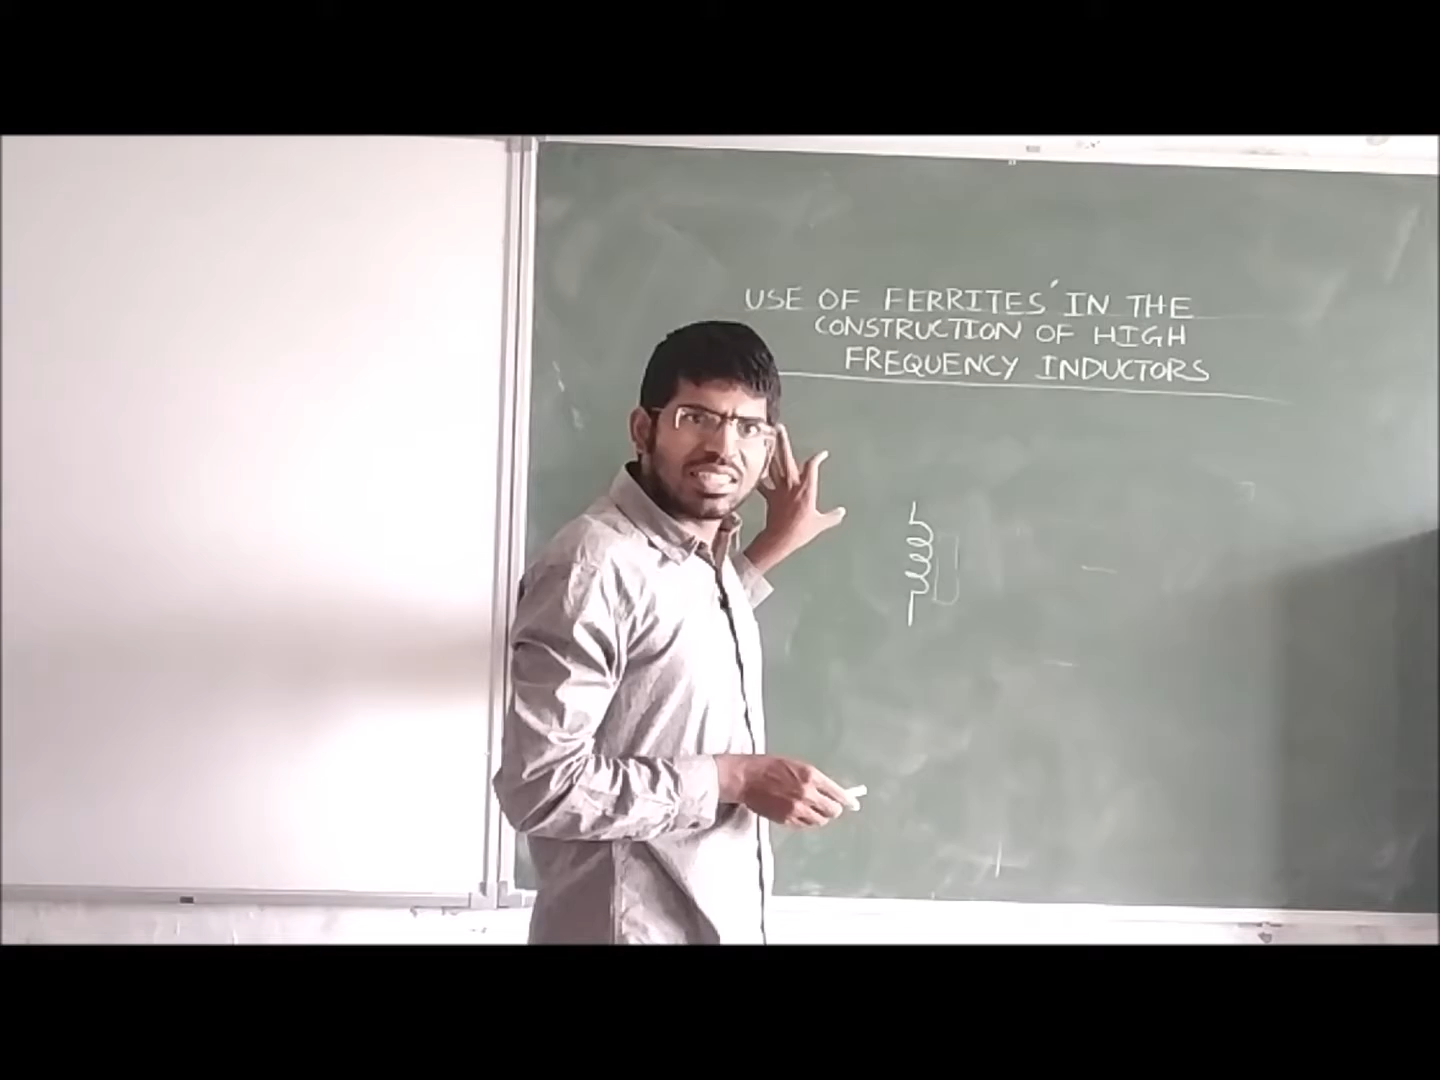 USE OF FERRITES IN THE
CONSTRUCTION OF HIGH
FREQUENCY INDUCTORS